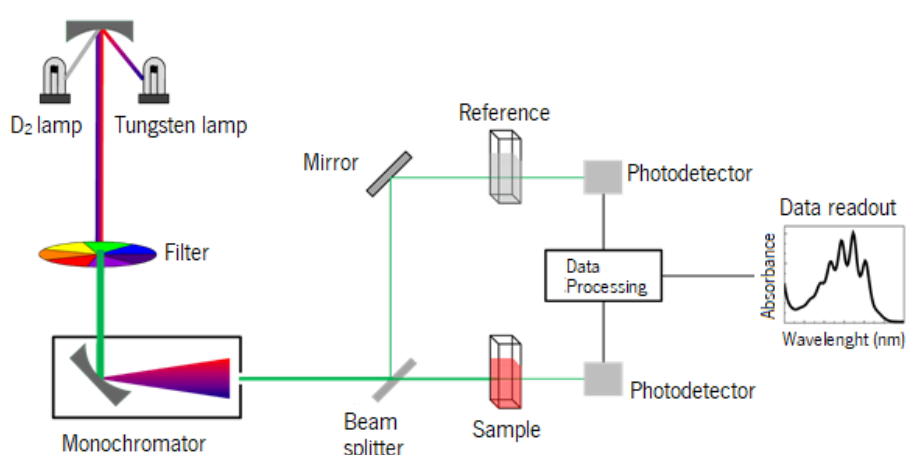 D₂ lamp
Tungsten lamp
Filter
Monochromator
Mirror
Beam
splitter
Reference
Sample
Photodetector
Data
Processing
Photodetector
Data readout
Absorbance
Wavelenght (nm)